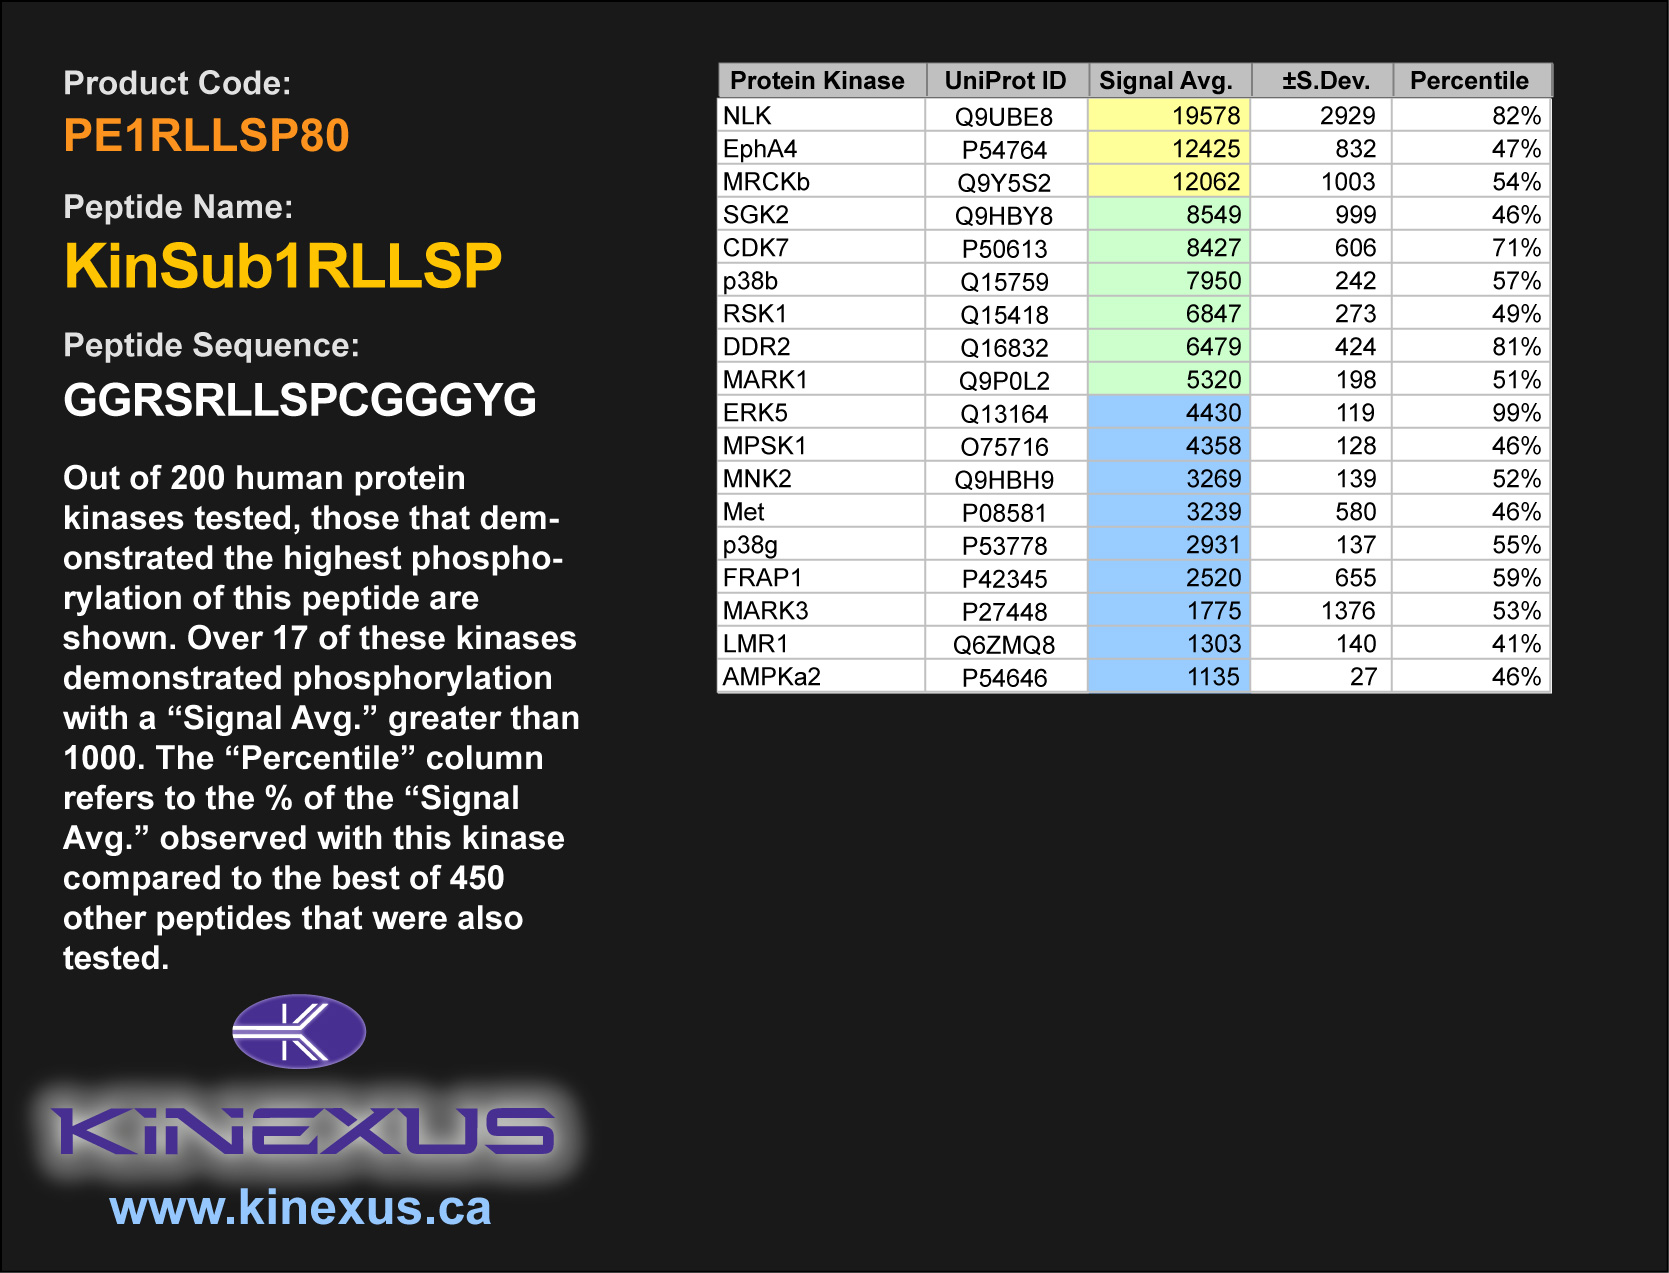 Product Code:
PE1RLLSP80
Peptide Name:
KinSub1RLLSP
Peptide Sequence:
GGRSRLLSPCGGGYG
Out of 200 human protein
kinases tested, those that dem-
onstrated the highest phospho-
rylation of this peptide are
shown. Over 17 of these kinases
demonstrated phosphorylation
with a “Signal Avg.” greater than
1000. The “Percentile” column
refers to the % of the “Signal
Avg.” observed with this kinase
compared to the best of 450
other peptides that were also
tested.
KINEXUS
www.kinexus.ca
Protein Kinase UniProt ID Signal Avg. ±S.Dev. Percentile
NLK Q9UBE8 19578 2929 82%
EphA4 P54764 12425 832 47%
MRCKb Q9Y5S2 12062 1003 54%
SGK2 Q9HBY8 8549 999 46%
CDK7 P50613 8427 606 71%
p38b Q15759 7950 242 57%
RSK1 Q15418 6847 273 49%
DDR2 Q16832 6479 424 81%
MARK1 Q9P0L2 5320 198 51%
ERK5 Q13164 4430 119 99%
MPSK1 O75716 4358 128 46%
MNK2 Q9HBH9 3269 139 52%
Met P08581 3239 580 46%
p38g P53778 2931 137 55%
FRAP1 P42345 2520 655 59%
MARK3 P27448 1775 1376 53%
LMR1 Q6ZMQ8 1303 140 41%
AMPKa2 P54646 1135 27 46%